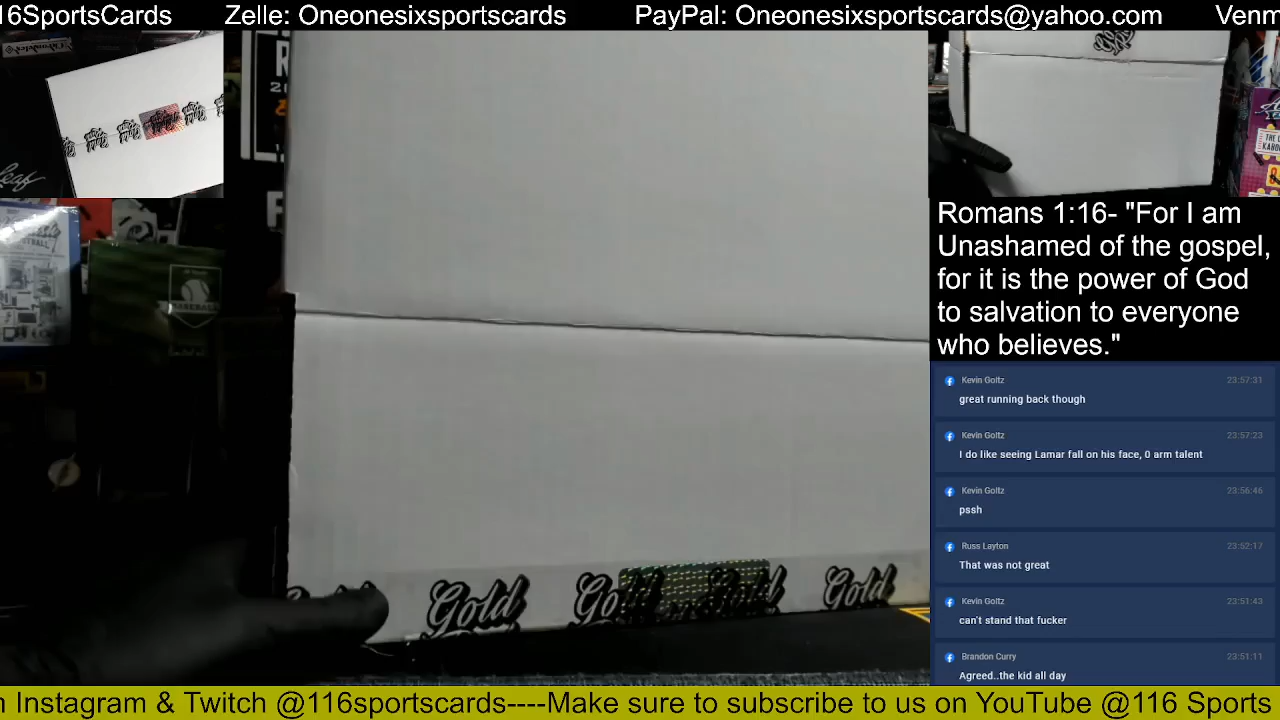 16SportsCards Zelle: Oneonesixsportscards PayPal: Oneonesixsportscards@yahoo.com Venm
Leaf
BASEBALL
Gold Go Gold Gold
Romans 1:16- "For I am
Unashamed of the gospel,
for it is the power of God
to salvation to everyone
who believes."
Kevin Goltz 23:57:31
great running back though
Kevin Goltz 23:57:23
I do like seeing Lamar fall on his face, 0 arm talent
Kevin Goltz 23:56:46
pssh
Russ Layton 23:52:17
That was not great
Kevin Goltz 23:51:43
can't stand that fucker
Brandon Curry 23:51:11
Agreed..the kid all day
n Instagram & Twitch @116sportscards----Make sure to subscribe to us on YouTube @116 Sports